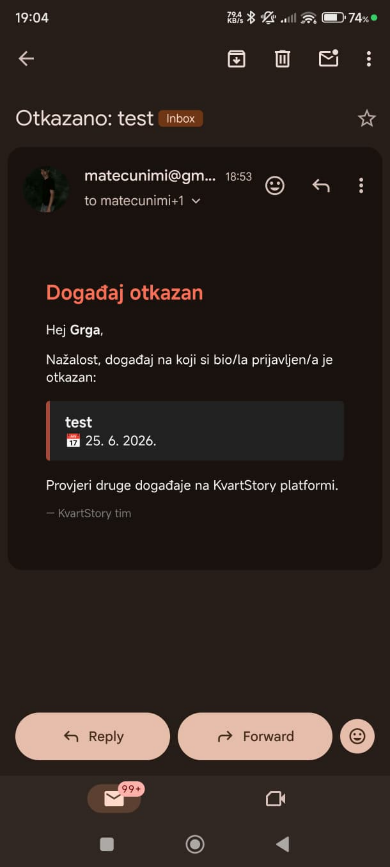 19:04
79,4
KB/s
74%
Otkazano: test
Inbox
matecunimi@gm...
18:53
to matecunimi+1
Događaj otkazan
Hej Grga,
Nažalost, događaj na koji si bio/la prijavljen/a je
otkazan:
test
25. 6. 2026.
Provjeri druge događaje na KvartStory platformi.
— KvartStory tim
Reply
Forward
99+